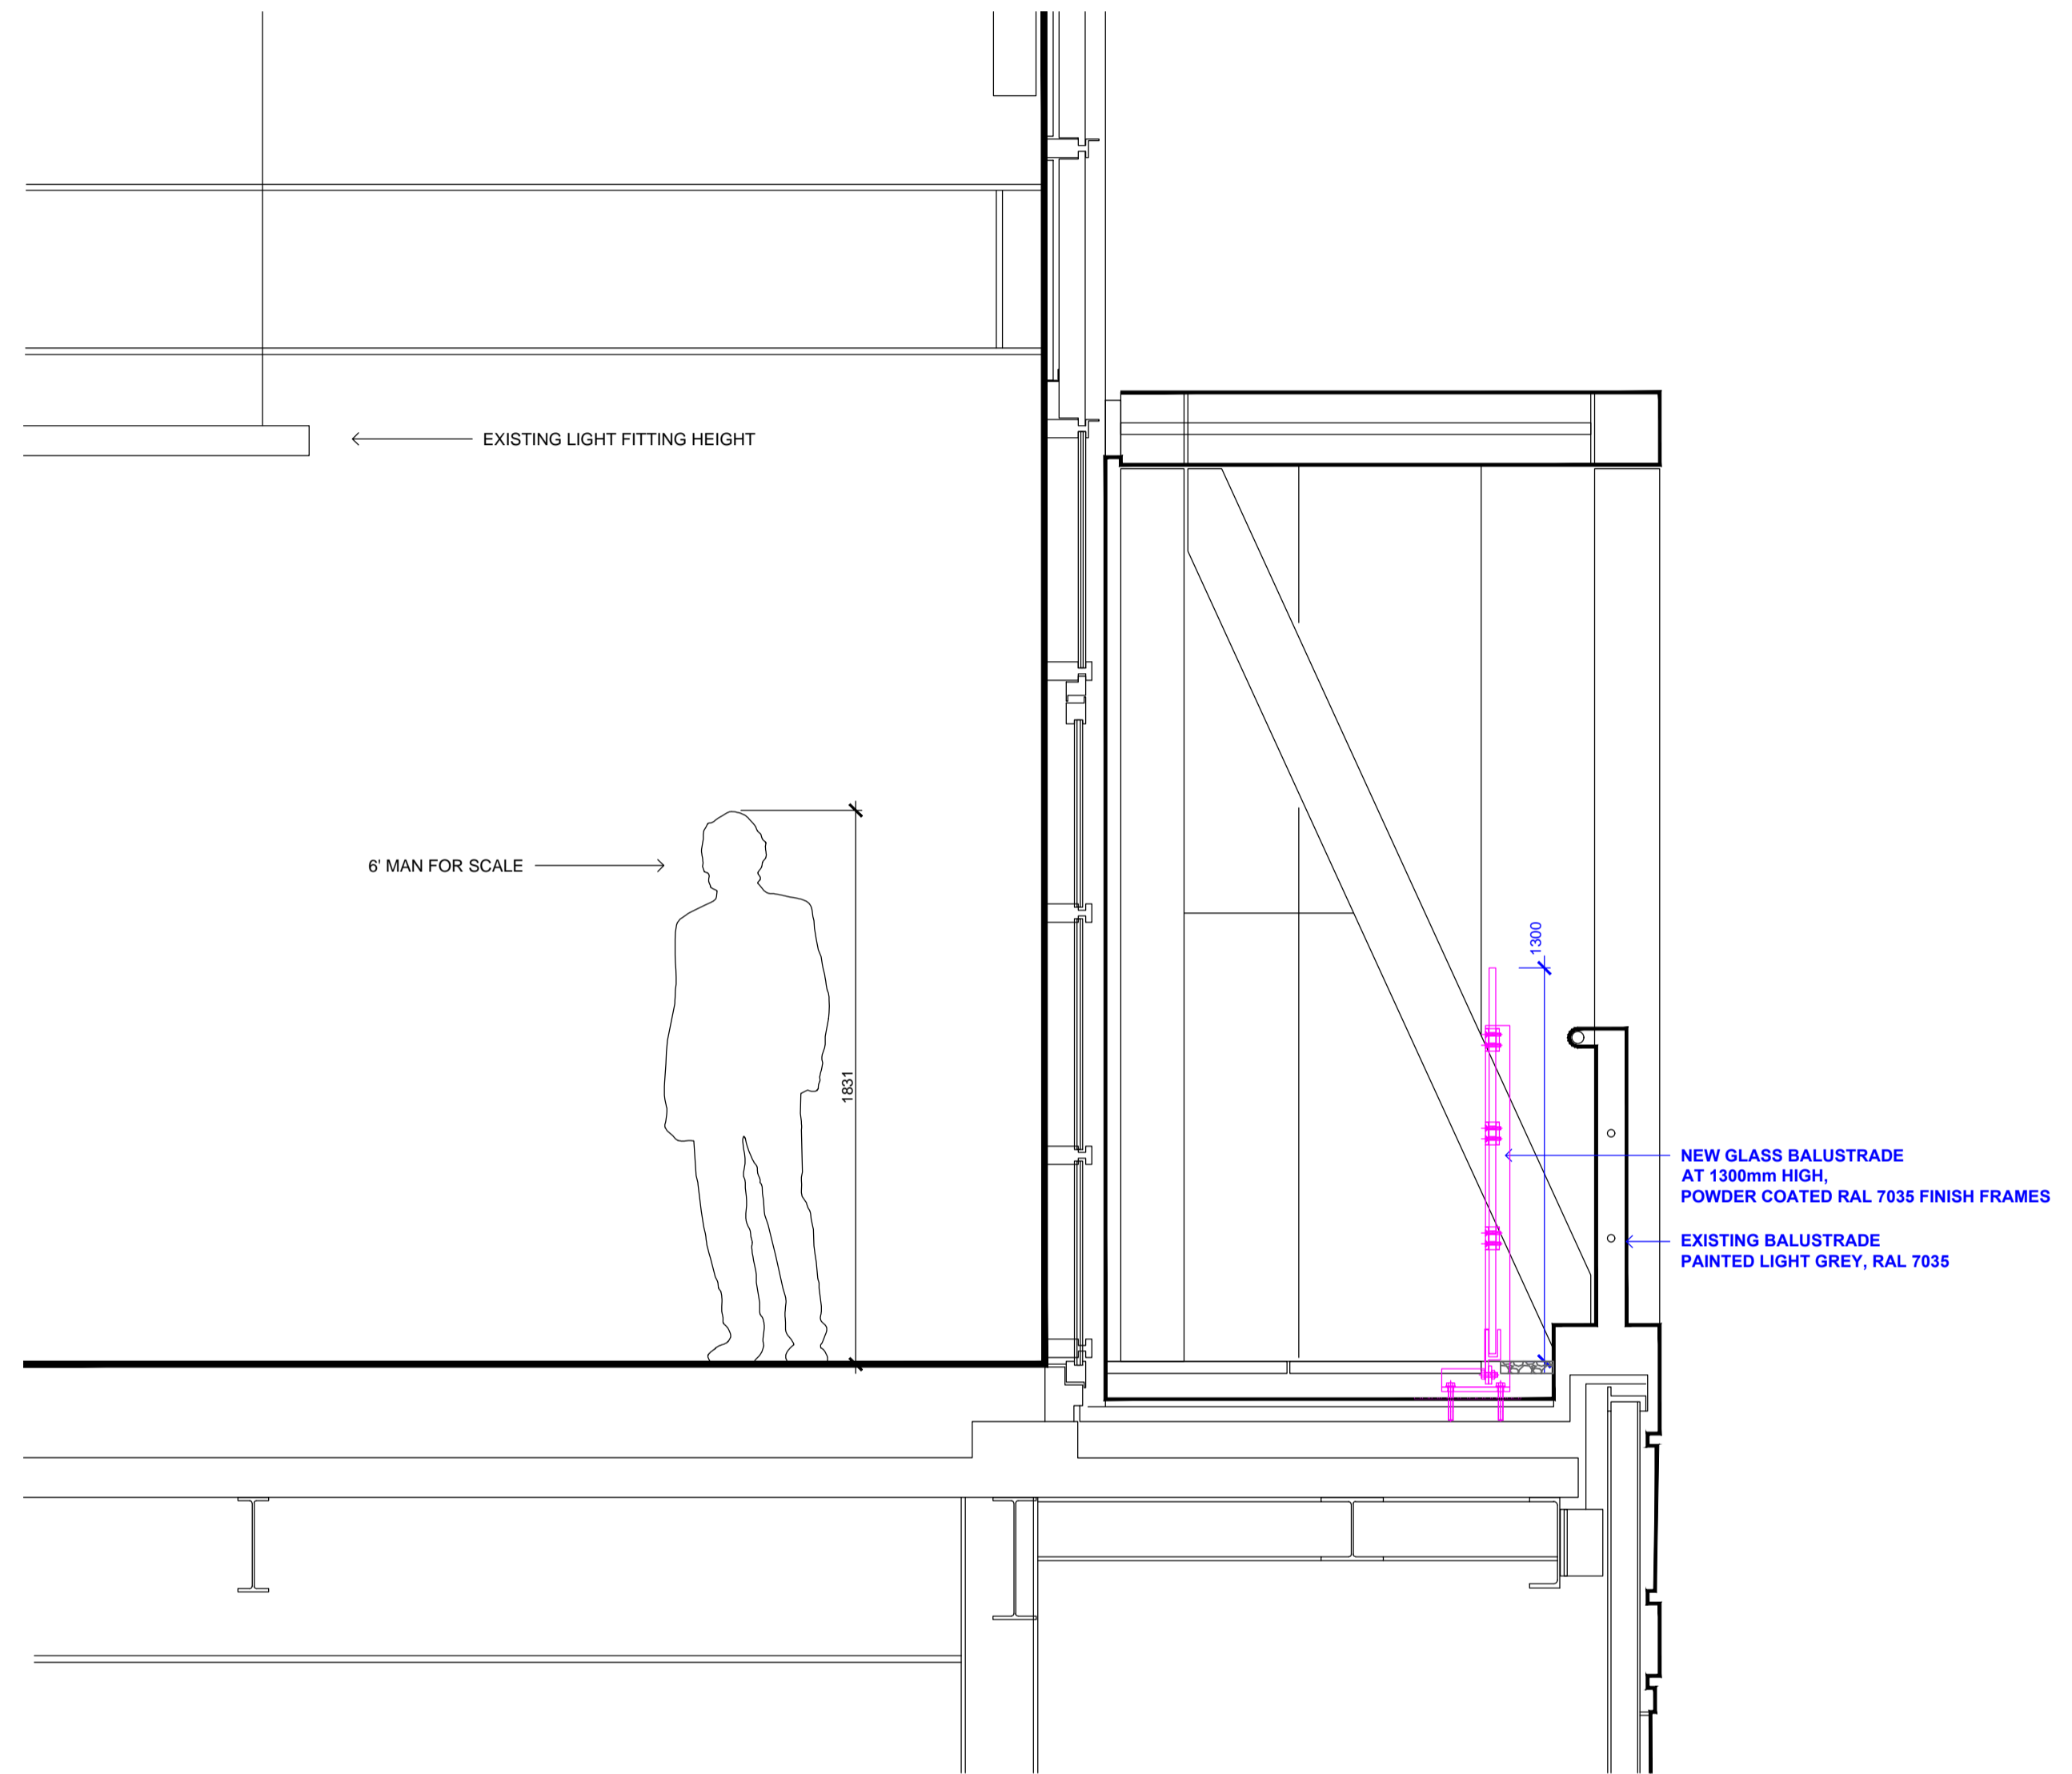 EXISTING LIGHT FITTING HEIGHT
6' MAN FOR SCALE
1831
1300
NEW GLASS BALUSTRADE
AT 1300mm HIGH,
POWDER COATED RAL 7035 FINISH FRAMES
EXISTING BALUSTRADE
PAINTED LIGHT GREY, RAL 7035